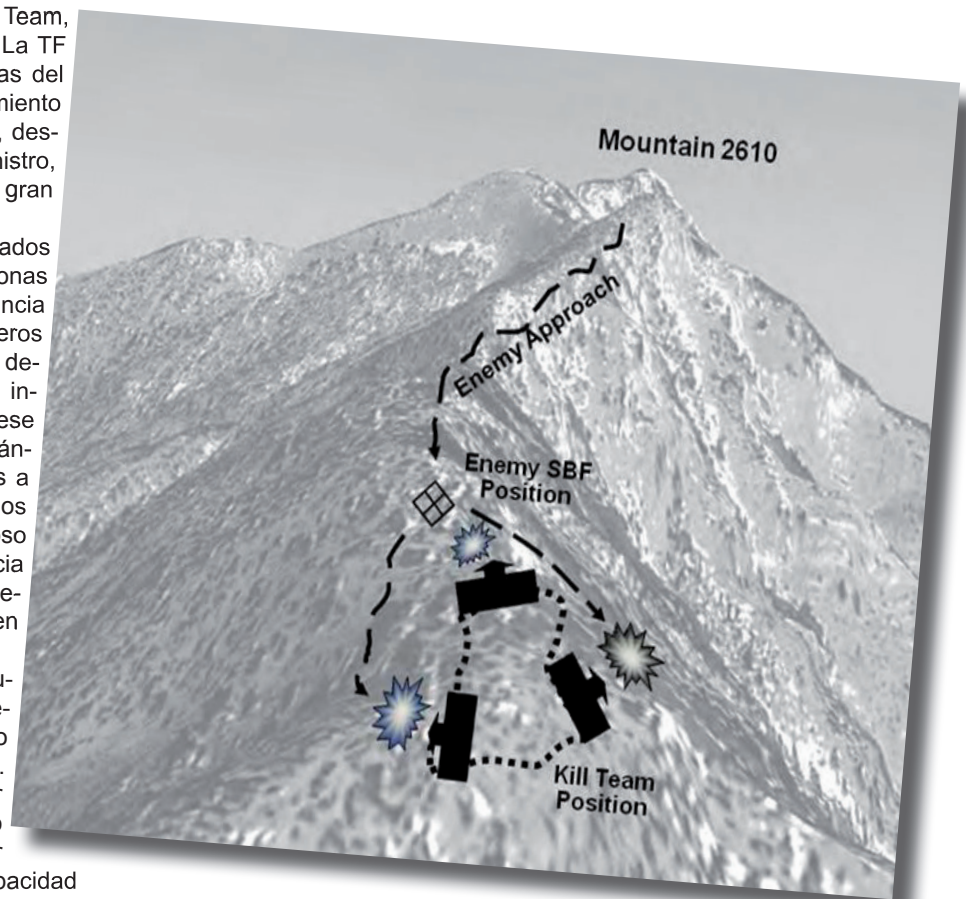 Team,
La TF
as del
miento
, des-
nistro,
gran
ados
onas
ncia
eros
de-
in-
ese
án-
s a
os
oso
cia
e-
en
u-
e-
o
.
-
o
-
pacidad
Mountain 2610
Enemy Approach
Enemy SBF
Position
Kill Team
Position